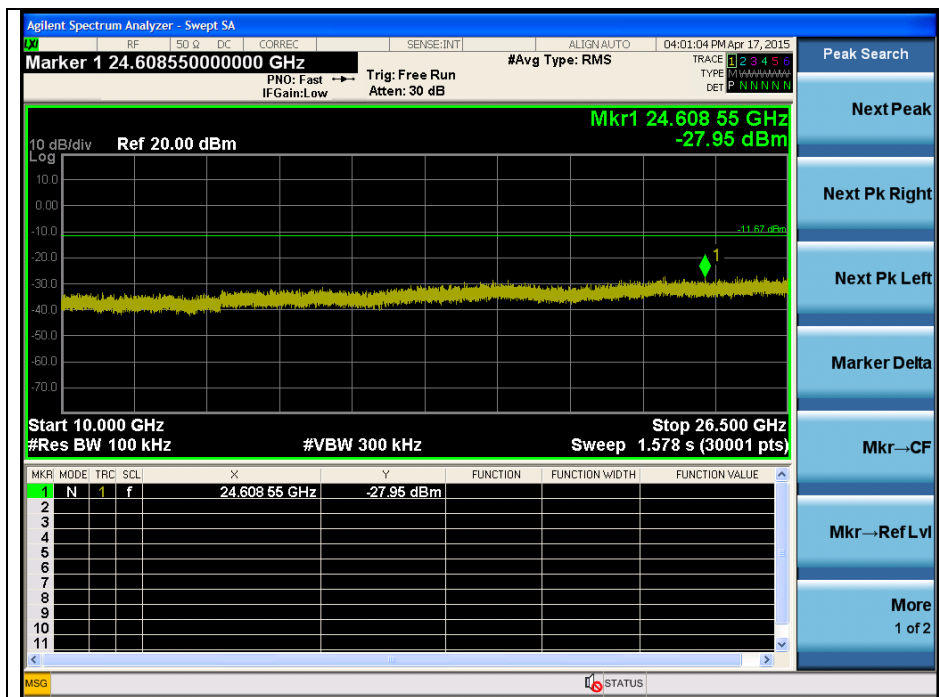 Agilent Spectrum Analyzer - Swept SA
LXI RF 50 Ω DC CORREC SENSE:INT ALIGNAUTO 04:01:04 PM Apr 17, 2015
Marker 1 24.608550000000 GHz #Avg Type: RMS TRACE 1 2 3 4 5 6
PNO: Fast Trig: Free Run TYPE MWWWWW
IFGain:Low Atten: 30 dB DET P N N N N N
Peak Search
Next Peak
Next Pk Right
Next Pk Left
Marker Delta
Mkr→CF
Mkr→Ref Lvl
More
1 of 2
Mkr1 24.608 55 GHz
-27.95 dBm
10 dB/div Ref 20.00 dBm
Log
10.0
0.00
-10.0
-11.67 dBm
-20.0
1
-30.0
-40.0
-50.0
-60.0
-70.0
Start 10.000 GHz Stop 26.500 GHz
#Res BW 100 kHz #VBW 300 kHz Sweep 1.578 s (30001 pts)
MKR MODE TRC SCL X Y FUNCTION FUNCTION WIDTH FUNCTION VALUE
1 N 1 f 24.608 55 GHz -27.95 dBm
2
3
4
5
6
7
8
9
10
11
MSG STATUS